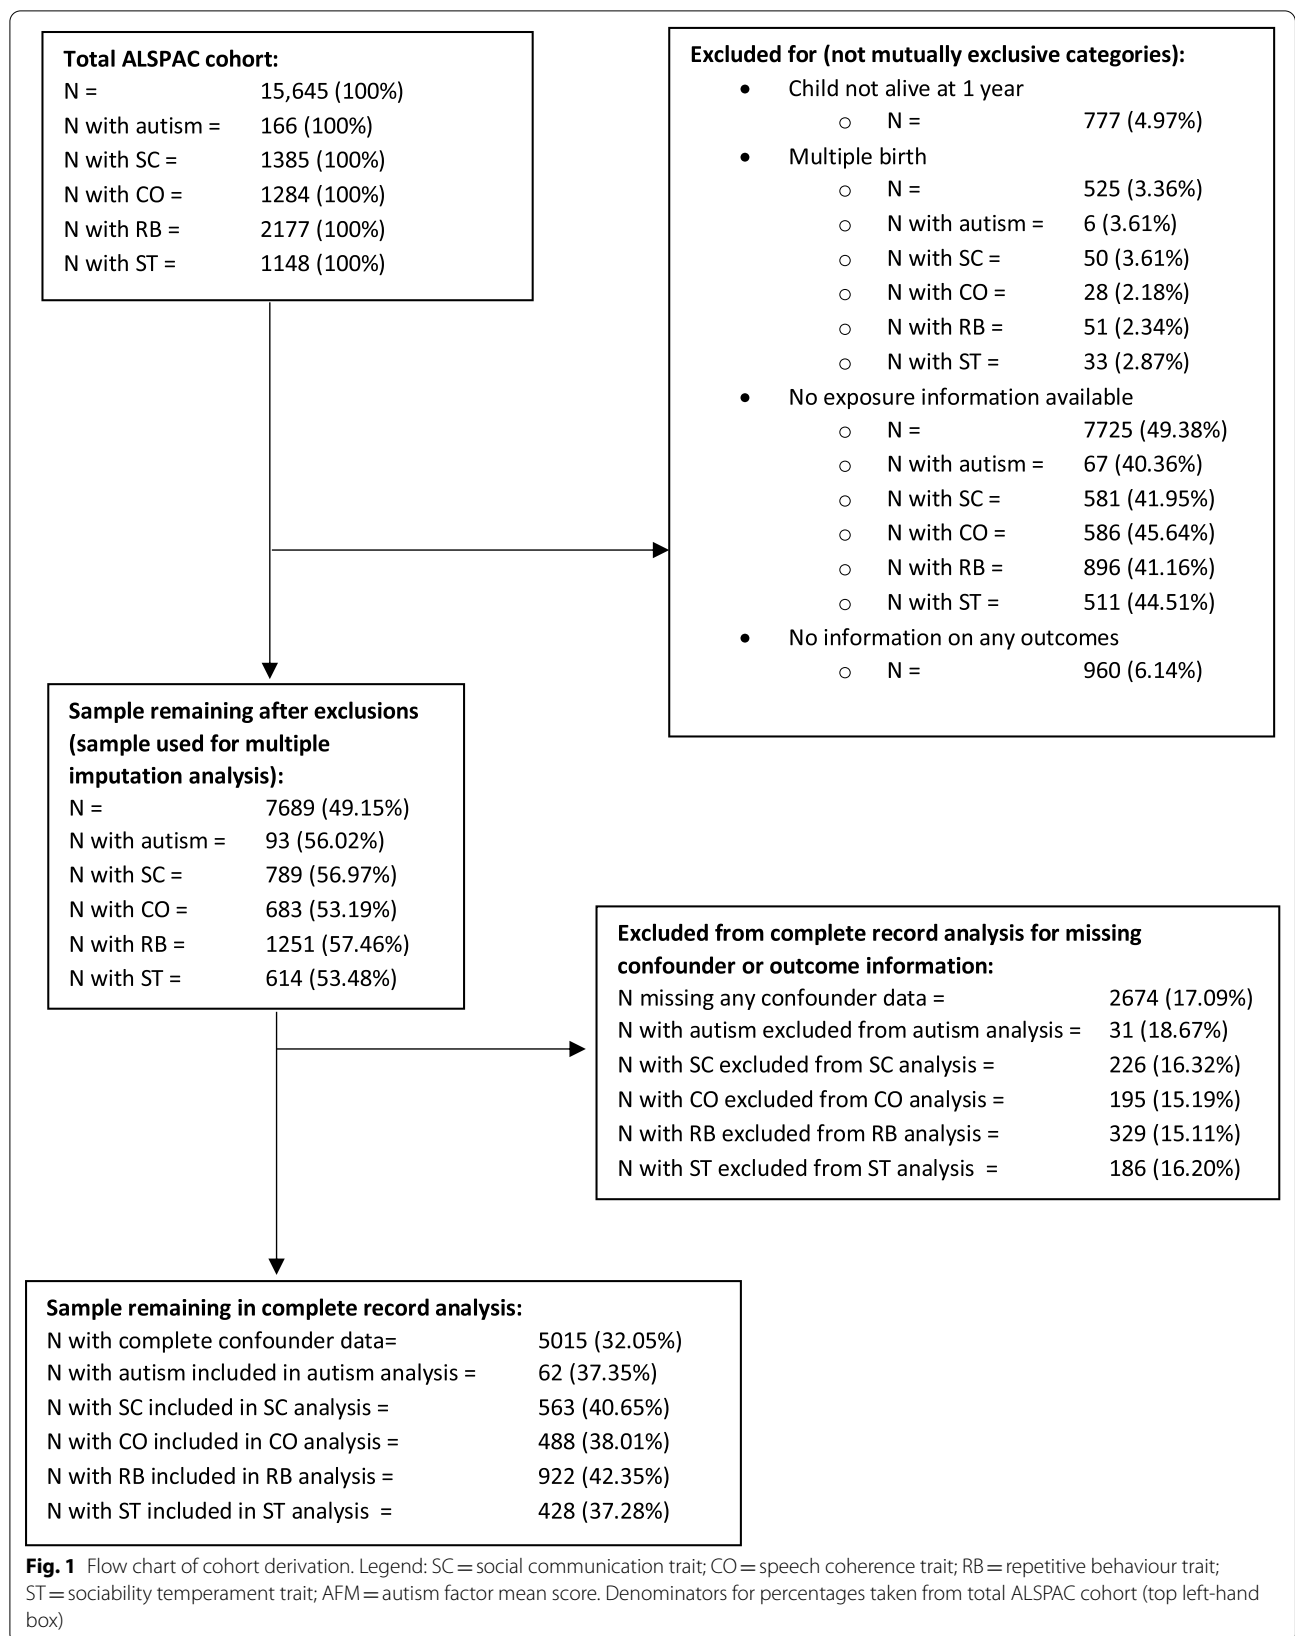 Total ALSPAC cohort:
N = 15,645 (100%)
N with autism = 166 (100%)
N with SC = 1385 (100%)
N with CO = 1284 (100%)
N with RB = 2177 (100%)
N with ST = 1148 (100%)
Excluded for (not mutually exclusive categories):
• Child not alive at 1 year
o N = 777 (4.97%)
• Multiple birth
o N = 525 (3.36%)
o N with autism = 6 (3.61%)
o N with SC = 50 (3.61%)
o N with CO = 28 (2.18%)
o N with RB = 51 (2.34%)
o N with ST = 33 (2.87%)
• No exposure information available
o N = 7725 (49.38%)
o N with autism = 67 (40.36%)
o N with SC = 581 (41.95%)
o N with CO = 586 (45.64%)
o N with RB = 896 (41.16%)
o N with ST = 511 (44.51%)
• No information on any outcomes
o N = 960 (6.14%)
Sample remaining after exclusions
(sample used for multiple
imputation analysis):
N = 7689 (49.15%)
N with autism = 93 (56.02%)
N with SC = 789 (56.97%)
N with CO = 683 (53.19%)
N with RB = 1251 (57.46%)
N with ST = 614 (53.48%)
Excluded from complete record analysis for missing
confounder or outcome information:
N missing any confounder data = 2674 (17.09%)
N with autism excluded from autism analysis = 31 (18.67%)
N with SC excluded from SC analysis = 226 (16.32%)
N with CO excluded from CO analysis = 195 (15.19%)
N with RB excluded from RB analysis = 329 (15.11%)
N with ST excluded from ST analysis = 186 (16.20%)
Sample remaining in complete record analysis:
N with complete confounder data= 5015 (32.05%)
N with autism included in autism analysis = 62 (37.35%)
N with SC included in SC analysis = 563 (40.65%)
N with CO included in CO analysis = 488 (38.01%)
N with RB included in RB analysis = 922 (42.35%)
N with ST included in ST analysis = 428 (37.28%)
Fig. 1 Flow chart of cohort derivation. Legend: SC = social communication trait; CO = speech coherence trait; RB = repetitive behaviour trait;
ST = sociability temperament trait; AFM = autism factor mean score. Denominators for percentages taken from total ALSPAC cohort (top left-hand
box)